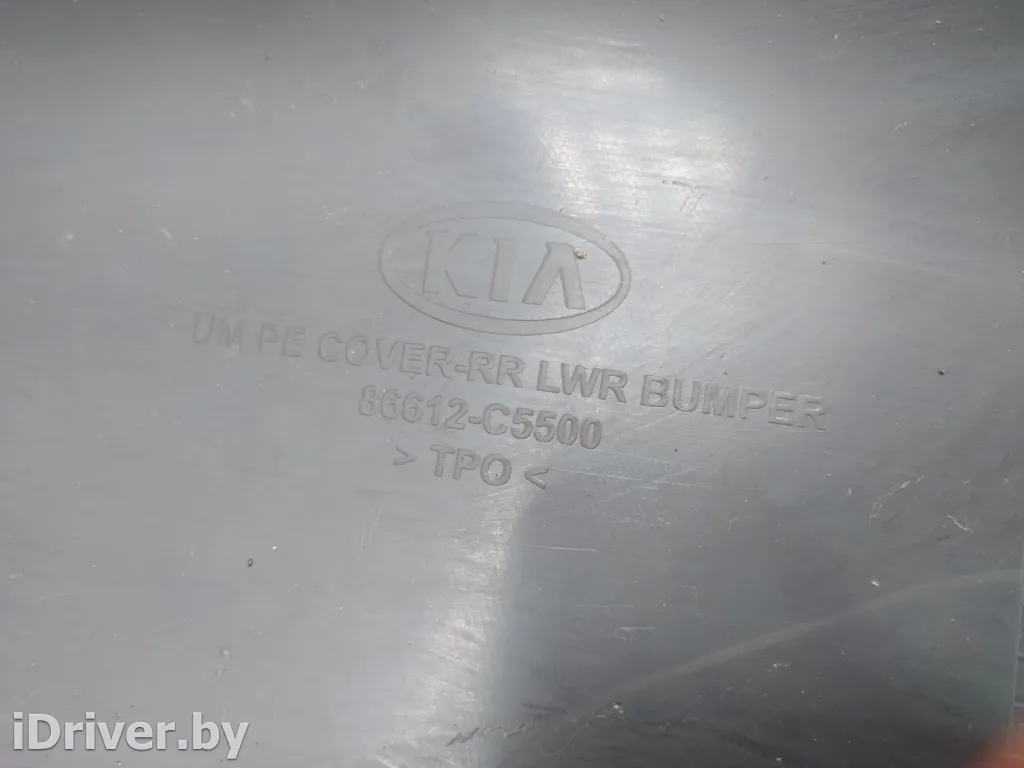 KIA
UM PE COVER-RR LWR BUMPER
86612-C5500
> TPO <
iDriver.by